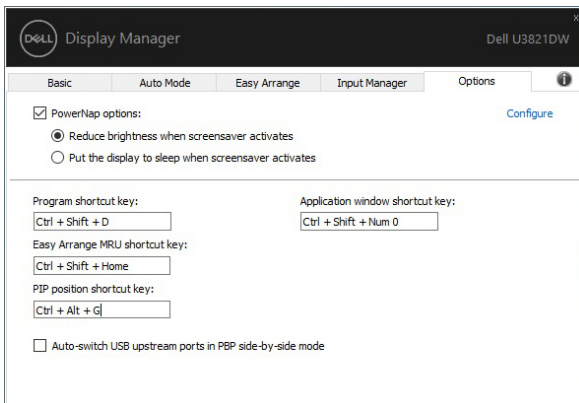 DELL Display Manager Dell U3821DW
Basic Auto Mode Easy Arrange Input Manager Options
PowerNap options: Configure
Reduce brightness when screensaver activates
Put the display to sleep when screensaver activates
Program shortcut key: Application window shortcut key:
Ctrl + Shift + D Ctrl + Shift + Num 0
Easy Arrange MRU shortcut key:
Ctrl + Shift + Home
PIP position shortcut key:
Ctrl + Alt + G
Auto-switch USB upstream ports in PBP side-by-side mode